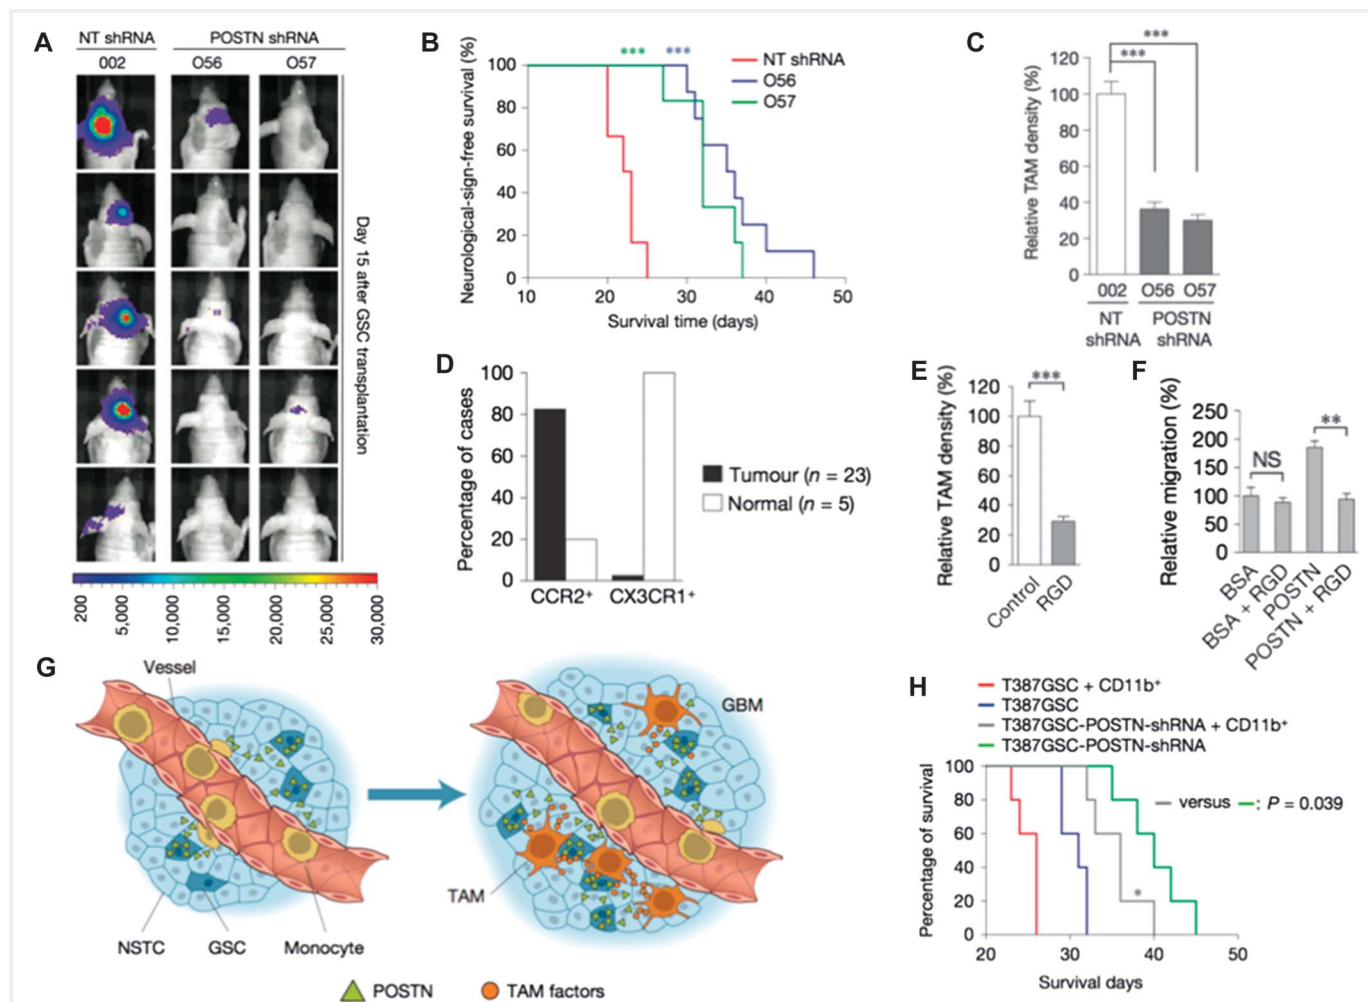 A
NT shRNA
POSTN shRNA
002
O56
O57
Day 15 after GSC transplantation
200
5,000
10,000
15,000
20,000
25,000
30,000
B
Neurological-sign-free survival (%)
100
80
60
40
20
0
10
20
30
40
50
Survival time (days)
***
***
NT shRNA
O56
O57
C
Relative TAM density (%)
120
100
80
60
40
20
0
***
***
002
O56
O57
NT
shRNA
POSTN
shRNA
D
Percentage of cases
100
80
60
40
20
0
CCR2⁺
CX3CR1⁺
Tumour (n = 23)
Normal (n = 5)
E
Relative TAM density (%)
120
100
80
60
40
20
0
***
Control
RGD
F
Relative migration (%)
250
200
150
100
50
0
NS
**
BSA
BSA + RGD
POSTN
POSTN + RGD
G
Vessel
NSTC
GSC
Monocyte
GBM
TAM
POSTN
TAM factors
H
T387GSC + CD11b⁺
T387GSC
T387GSC-POSTN-shRNA + CD11b⁺
T387GSC-POSTN-shRNA
Percentage of survival
100
80
60
40
20
0
versus : P = 0.039
*
20
30
40
50
Survival days